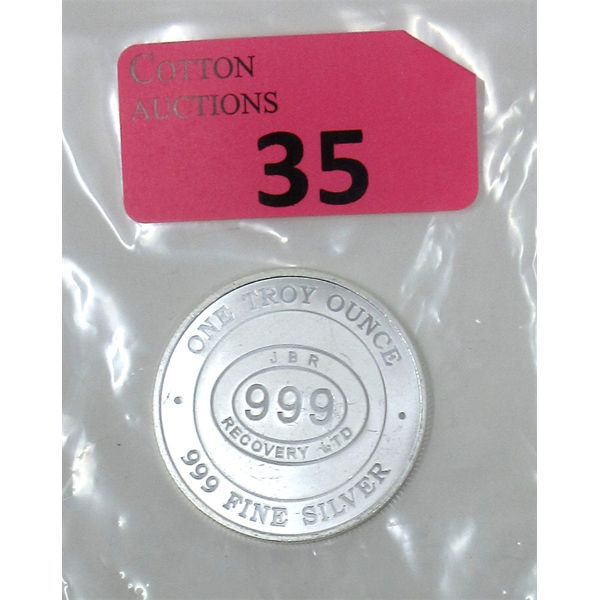 COTTON
AUCTIONS
35
ONE TROY OUNCE
JBR
999
RECOVERY LTD
999 FINE SILVER